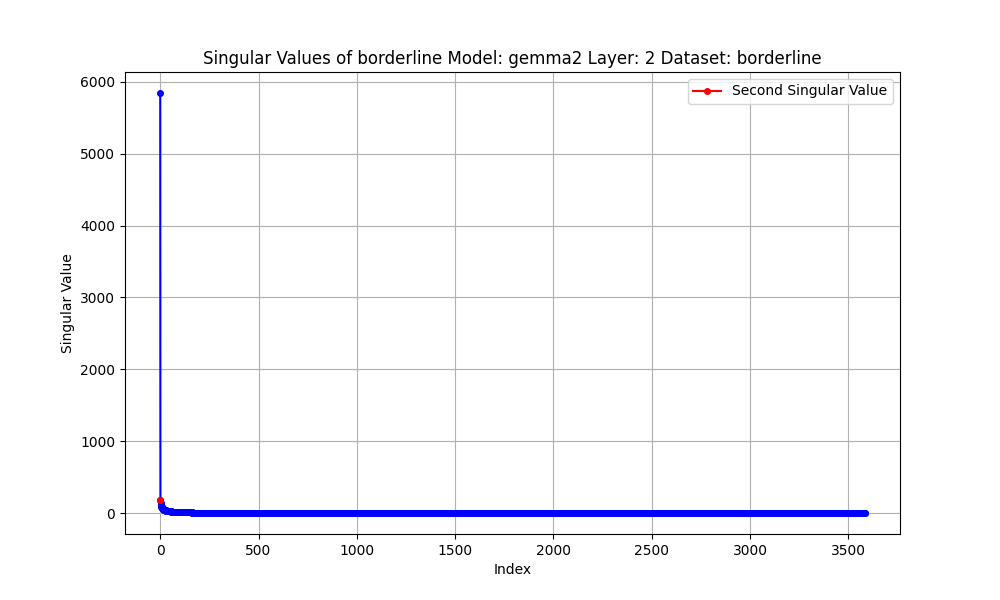 Singular Values of borderline Model: gemma2 Layer: 2 Dataset: borderline
Second Singular Value
6000
5000
4000
3000
2000
1000
0
Singular Value
0 500 1000 1500 2000 2500 3000 3500
Index